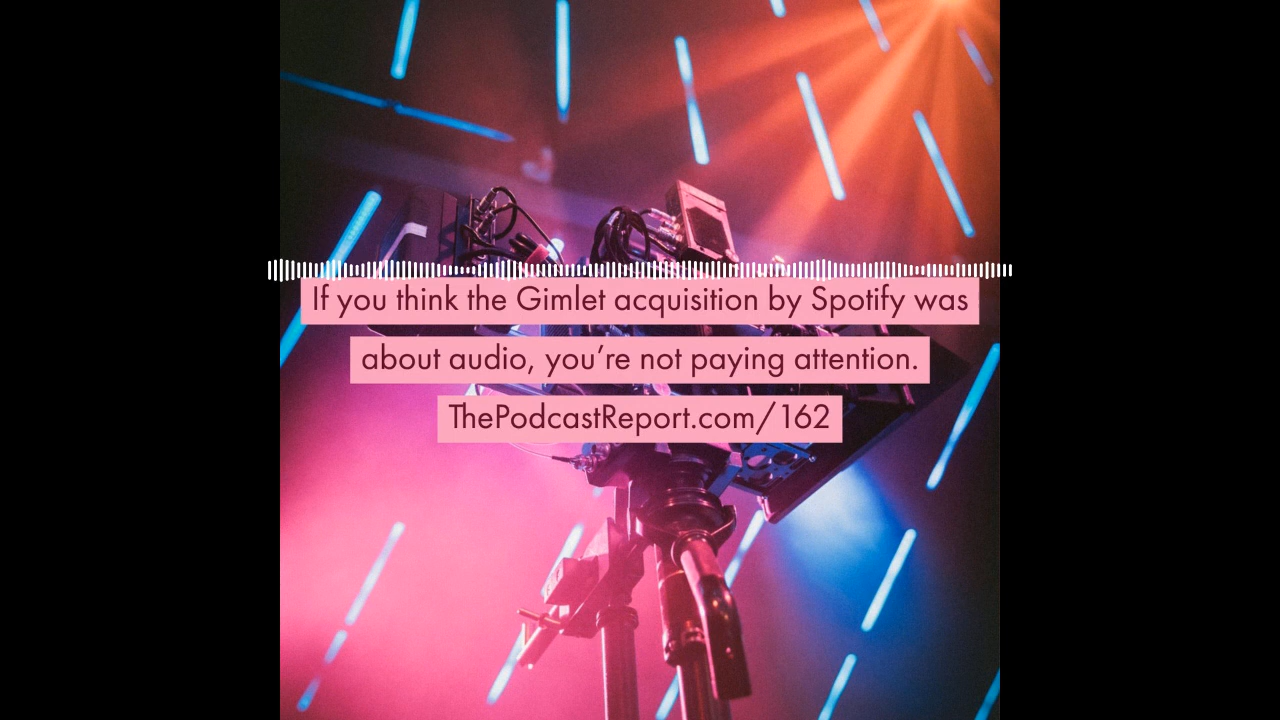 If you think the Gimlet acquisition by Spotify was
about audio, you’re not paying attention.
ThePodcastReport.com/162